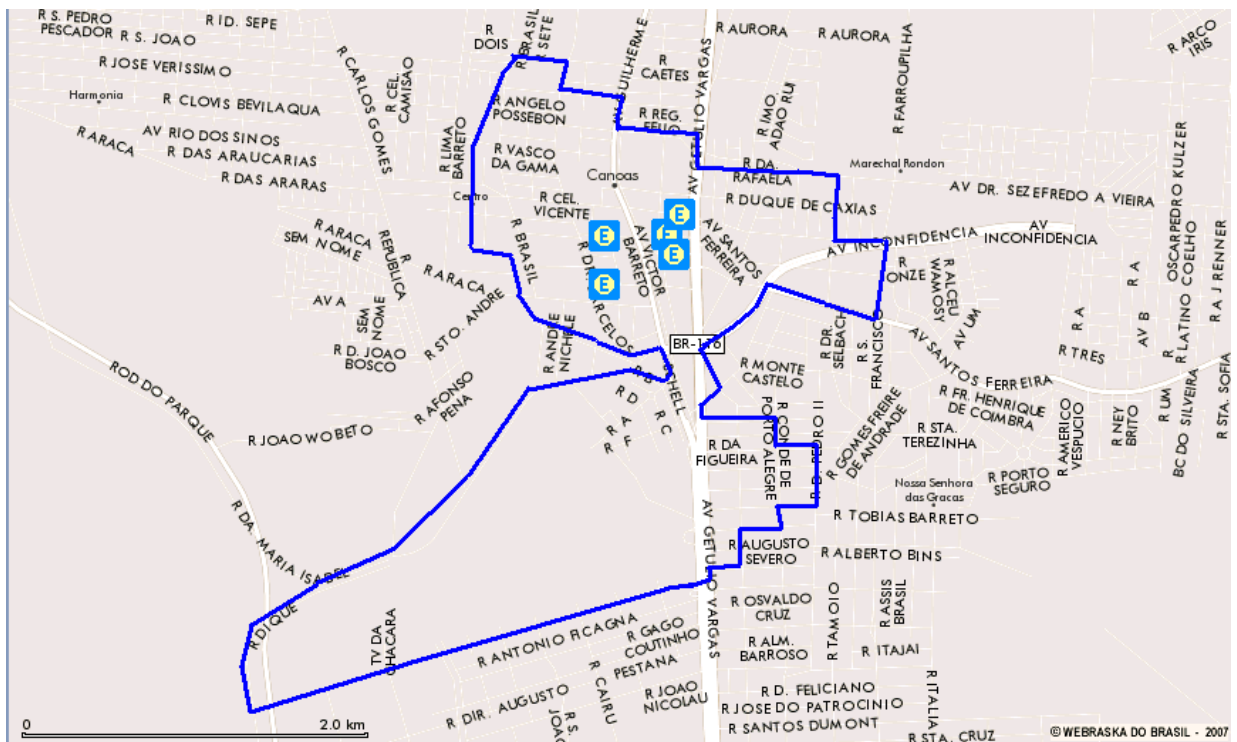 R S. PEDRO
PESCADOR
R ID. SEPE
R S. JOAO
R JOSE VERISSIMO
Harmonia
R CLOVIS BEVILAQUA
AV RIO DOS SINOS
R ARACA
R DAS ARAUCARIAS
R DAS ARARAS
R CARLOS GOMES
R CEL.
CAMISAO
R
DOIS
R BRASIL
SETE
AV GUILHERME
R
CAETES
R AURORA
R AURORA
R ARCO
IRIS
R FARROUPILHA
R LIMA
BARRETO
R ANGELO
POSSEBON
R REG.
FEIJO
AV GETULIO VARGAS
R IMO.
ADAO RUI
R VASCO
DA GAMA
Canoas
R DA.
RAFAELA
Marechal Rondon
AV DR. SEZEFREDO A VIEIRA
OSCARPEDRO KULZER
Centro
R CEL.
VICENTE
R DUQUE DE CAXIAS
R ARACA
SEM NOME
REPUBLICA
R ARACA
R BRASIL
E
E
E
E
AV VICTOR
BARRETO
AV SANTOS
FERREIRA
AV INCONFIDENCIA
AV
INCONFIDENCIA
R
ONZE
R ALCEU
WAMOSY
AV UM
R A
AV B
R A
R LATINO COELHO
R A J RENNER
AV A
SEM
NOME
R D. JOAO
BOSCO
R STO. ANDRE
R ANDRE
NICHELE
BR-116
R DR.
SELBACH
R S.
FRANCISCO
AV SANTOS FERREIRA
R TRES
R
R STA. SOFIA
R MONTE
CASTELO
ROD DO PARQUE
R AFONSO
PENA
R JOAO WOBETO
R B
R D
R C
R A
R F
R FR. HENRIQUE
DE COIMBRA
R STA.
TEREZINHA
R GOMES FREIRE
DE ANDRADE
R AMERICO
VESPUCIO
R NEY
BRITO
R UM
BC DO SILVEIRA
R DA
FIGUEIRA
R CONDE DE
PORTO ALEGRE
R D. PEDRO II
Nossa Senhora
das Gracas
R PORTO
SEGURO
R TOBIAS BARRETO
R DA. MARIA ISABEL
AV GETULIO VARGAS
R AUGUSTO
SEVERO
R ALBERTO BINS
R DIQUE
TV DA
CHACARA
R ANTONIO FICAGNA
R GAGO
COUTINHO
PESTANA
R OSVALDO
CRUZ
R TAMOIO
R ASSIS
BRASIL
R ALM.
BARROSO
R ITAJAI
R DIR. AUGUSTO
R CAIRU
R JOAO
NICOLAU
R D. FELICIANO
R JOSE DO PATROCINIO
R SANTOS DUMONT
R ITALIA
R STA. CRUZ
0
2.0 km
© WEBRASKA DO BRASIL - 2007